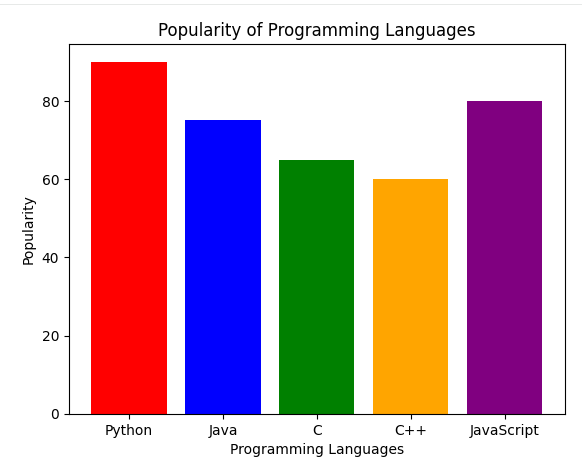 Popularity of Programming Languages
80
60
40
20
0
Popularity
Python Java C C++ JavaScript
Programming Languages